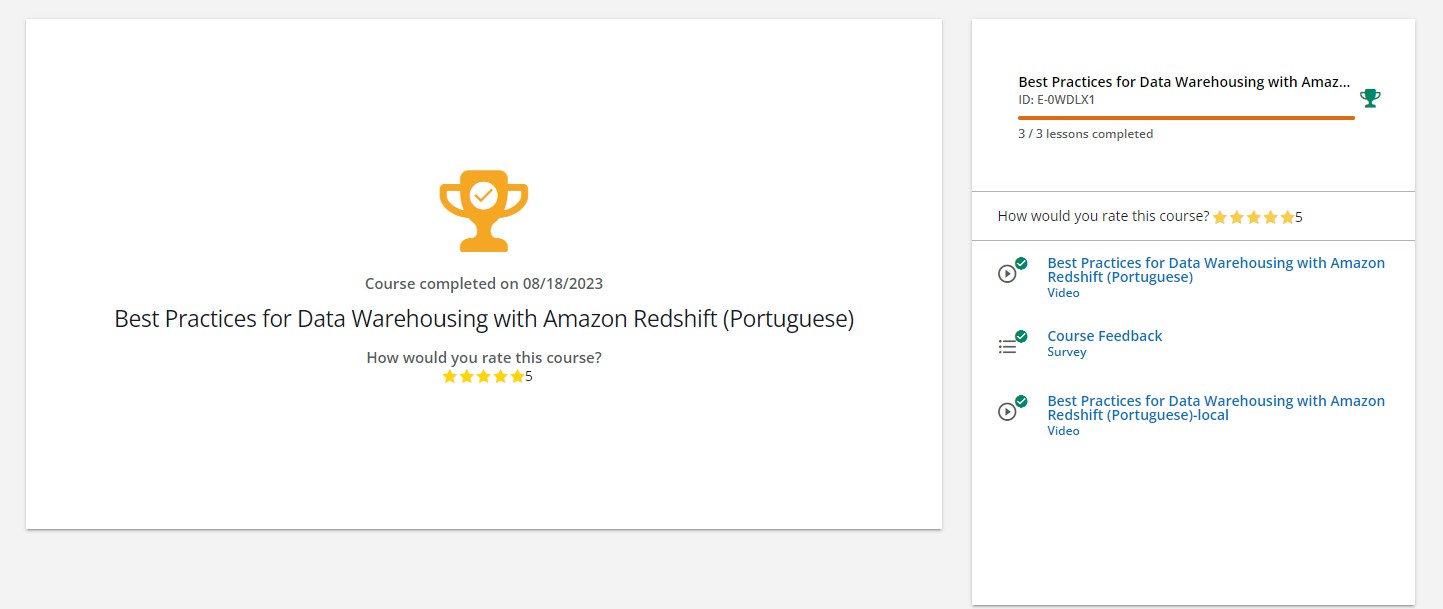 Course completed on 08/18/2023
Best Practices for Data Warehousing with Amazon Redshift (Portuguese)
How would you rate this course?
5
Best Practices for Data Warehousing with Amaz...
ID: E-0WDLX1
3 / 3 lessons completed
How would you rate this course? 5
Best Practices for Data Warehousing with Amazon
Redshift (Portuguese)
Video
Course Feedback
Survey
Best Practices for Data Warehousing with Amazon
Redshift (Portuguese)-local
Video